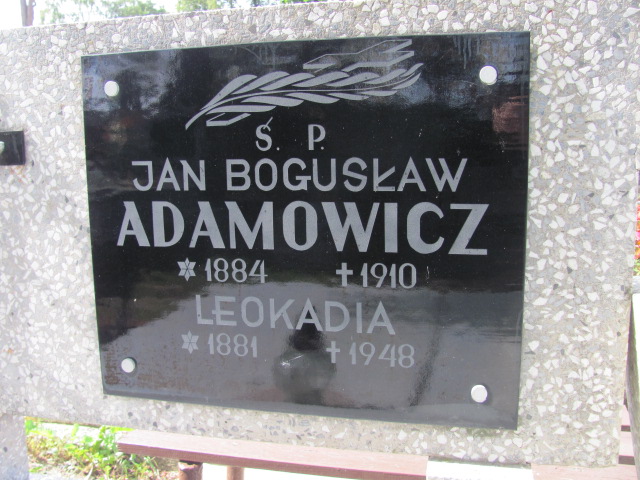 Ś. P.
JAN BOGUSŁAW
ADAMOWICZ
✡ 1884 ✝ 1910
LEOKADIA
✡ 1881 ✝ 1948